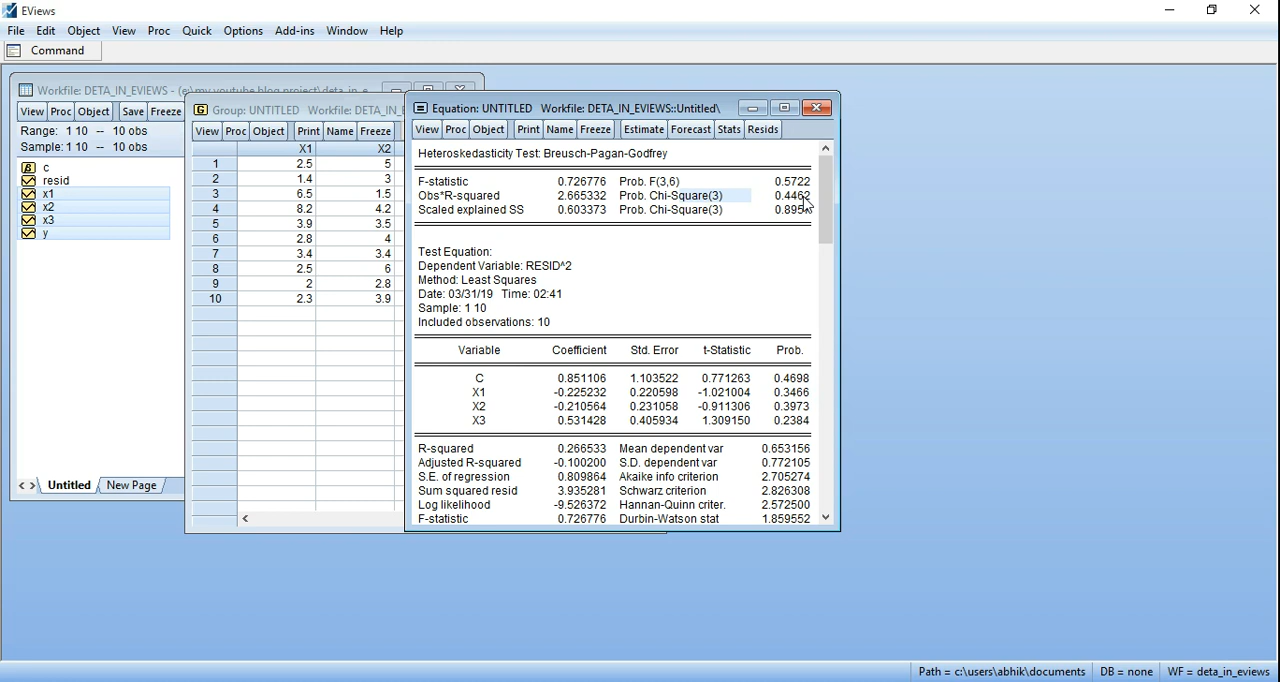 EViews
File Edit Object View Proc Quick Options Add-ins Window Help
Command
Workfile: DETA_IN_EVIEWS - (e:\my youtube blog project\deta_in_e
View Proc Object Save Freeze
Range: 1 10 -- 10 obs
Sample: 1 10 -- 10 obs
c
resid
x1
x2
x3
y
< > Untitled New Page
Group: UNTITLED Workfile: DETA_IN_E
View Proc Object Print Name Freeze
X1 X2
1 2.5 5
2 1.4 3
3 6.5 1.5
4 8.2 4.2
5 3.9 3.5
6 2.8 4
7 3.4 3.4
8 2.5 6
9 2 2.8
10 2.3 3.9
Equation: UNTITLED Workfile: DETA_IN_EVIEWS::Untitled\
View Proc Object Print Name Freeze Estimate Forecast Stats Resids
Heteroskedasticity Test: Breusch-Pagan-Godfrey
F-statistic 0.726776 Prob. F(3,6) 0.5722
Obs*R-squared 2.665332 Prob. Chi-Square(3) 0.4462
Scaled explained SS 0.603373 Prob. Chi-Square(3)
Test Equation:
Dependent Variable: RESID^2
Method: Least Squares
Date: 03/31/19 Time: 02:41
Sample: 1 10
Included observations: 10
Variable Coefficient Std. Error t-Statistic Prob.
C 0.851106 1.103522 0.771263 0.4698
X1 -0.225232 0.220598 -1.021004 0.3466
X2 -0.210564 0.231058 -0.911306 0.3973
X3 0.531428 0.405934 1.309150 0.2384
R-squared 0.266533 Mean dependent var 0.653156
Adjusted R-squared -0.100200 S.D. dependent var 0.772105
S.E. of regression 0.809864 Akaike info criterion 2.705274
Sum squared resid 3.935281 Schwarz criterion 2.826308
Log likelihood -9.526372 Hannan-Quinn criter. 2.572500
F-statistic 0.726776 Durbin-Watson stat 1.859552
Path = c:\users\abhik\documents DB = none WF = deta_in_eviews